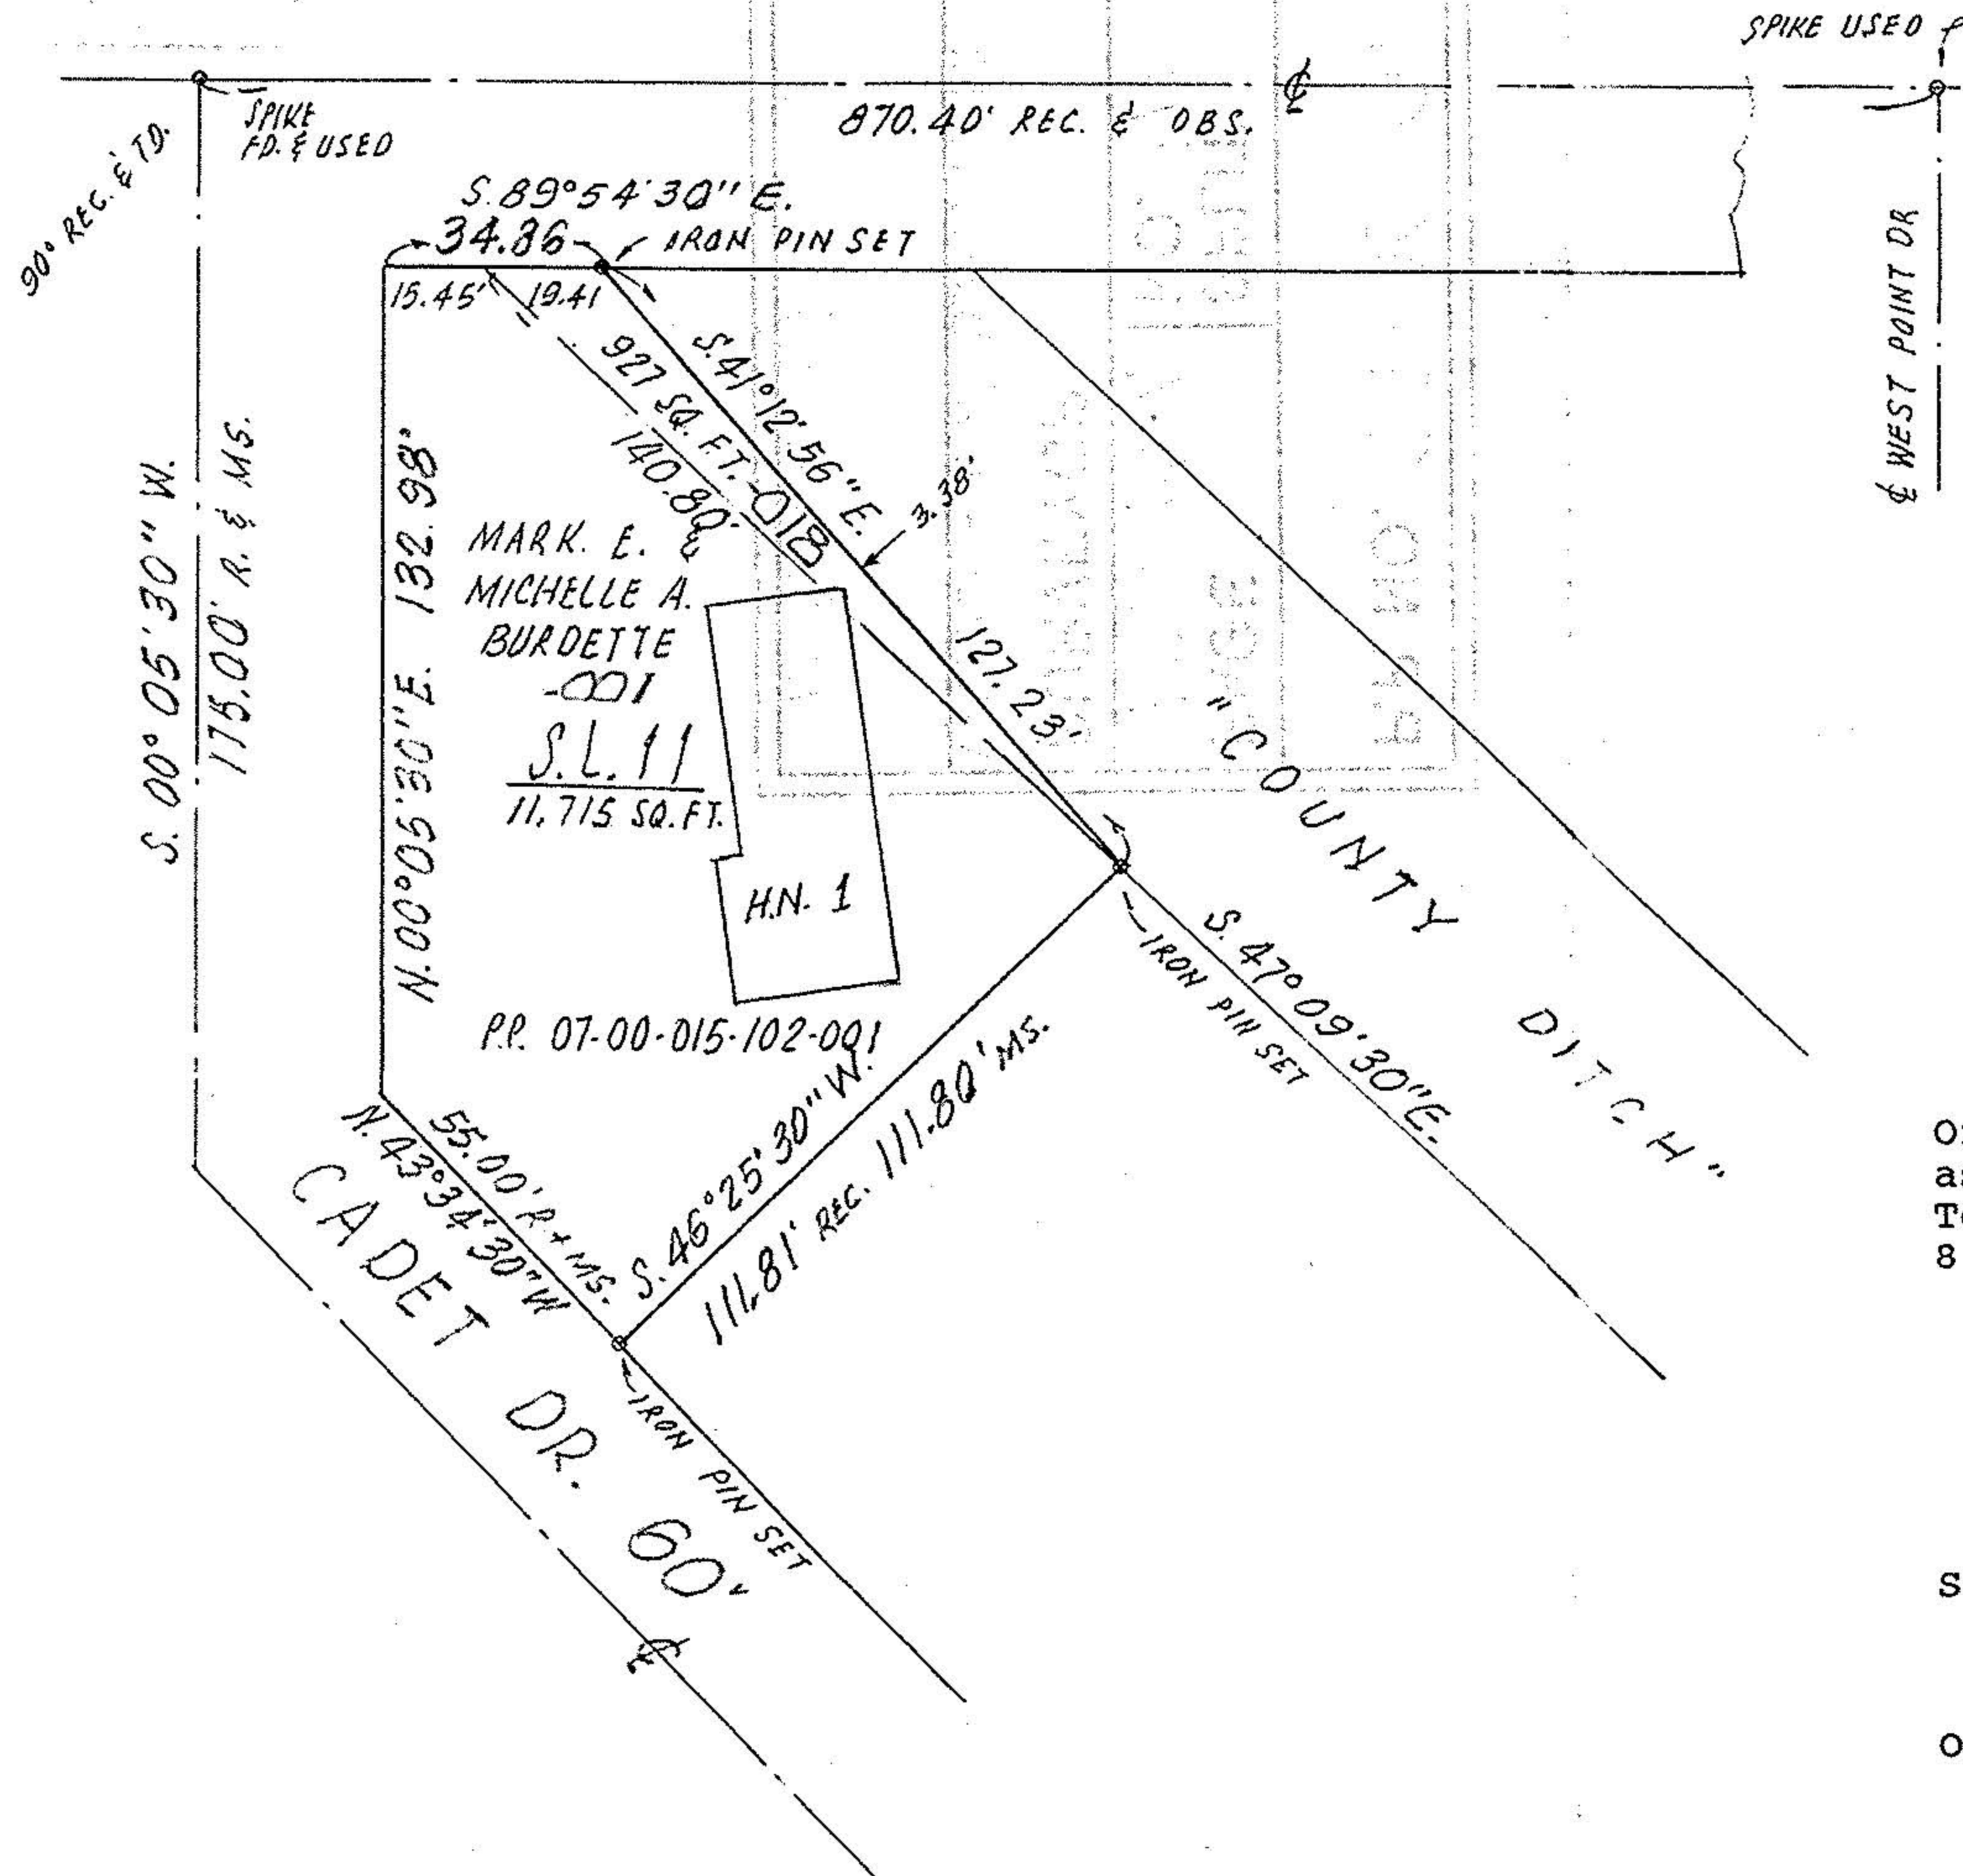 SPIKE USED
SPIKE
FD. & USED
90° REC. & TD.
870.40' REC. & OBS.
S. 89°54'30" E.
34.86
IRON PIN SET
15.45'
19.41
S. 00° 05' 30" W.
175.00' R. & MS.
N. 00°05'30" E. 132.98'
S. 41°12'56" E.
927 SQ. FT. -018
140.80'
3.38'
127.23'
℄ WEST POINT DR
MARK. E. &
MICHELLE A.
BURDETTE
-001
S.L. 11
11,715 SQ. FT.
H.N. 1
P.P. 07-00-015-102-001
"COUNTY DITCH"
IRON PIN SET
S. 47°09'30" E.
S. 46°25'30" W.
111.81' REC. 111.80' MS.
55.00' R + MS.
N. 43°34'30" W
CADET DR. 60'
IRON PIN SET
8
S